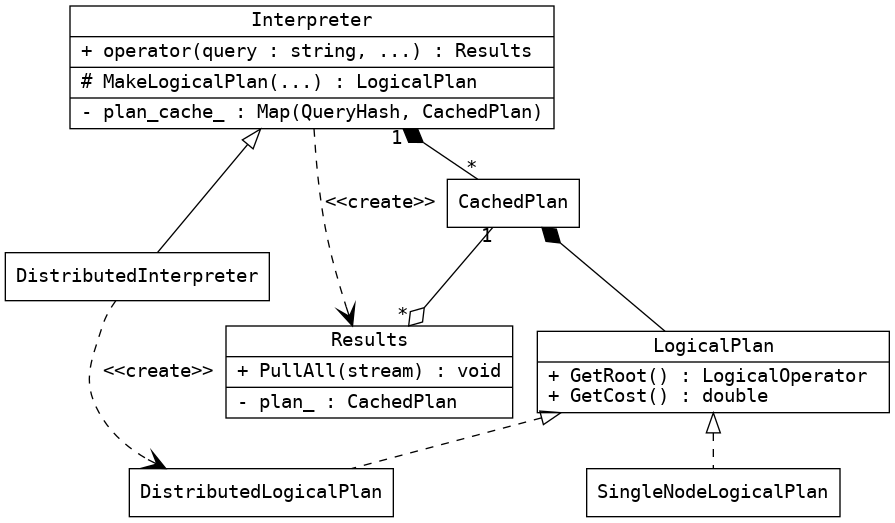 Interpreter
+ operator(query : string, ...) : Results
# MakeLogicalPlan(...) : LogicalPlan
- plan_cache_ : Map(QueryHash, CachedPlan)
1
*
<<create>>
CachedPlan
1
DistributedInterpreter
*
Results
+ PullAll(stream) : void
- plan_ : CachedPlan
LogicalPlan
+ GetRoot() : LogicalOperator
+ GetCost() : double
<<create>>
DistributedLogicalPlan
SingleNodeLogicalPlan